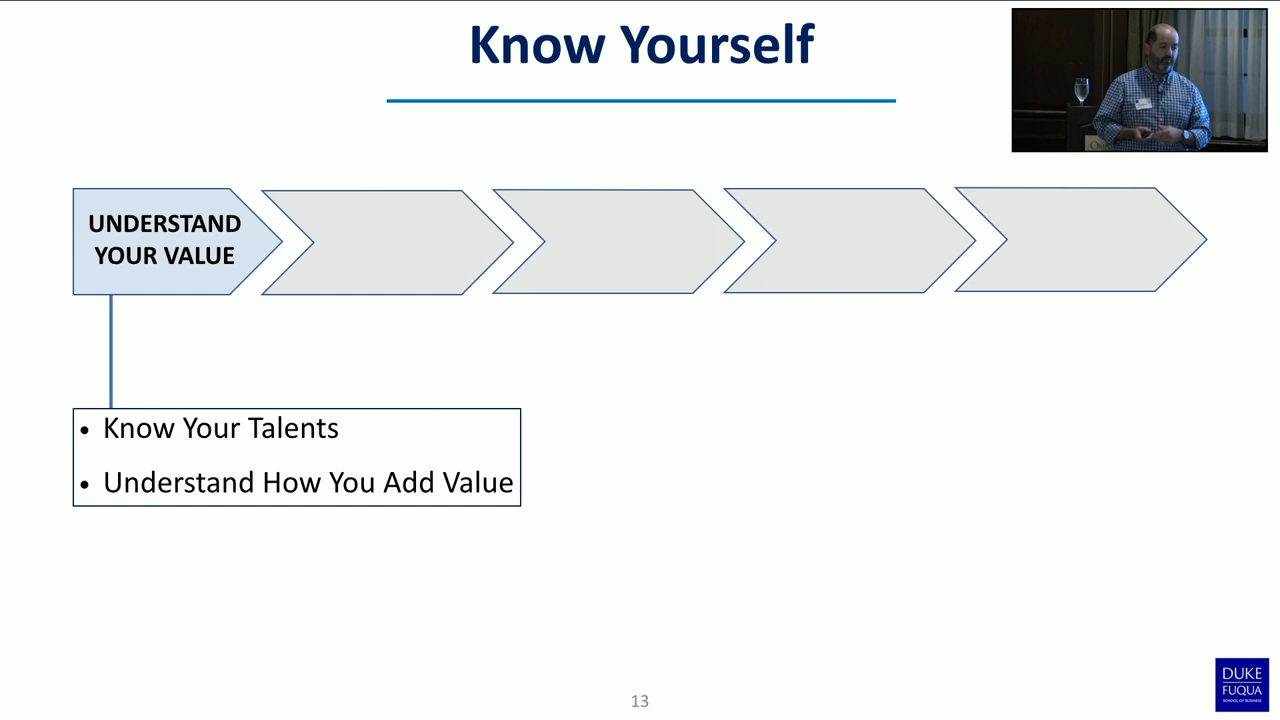 Know Yourself
UNDERSTAND
YOUR VALUE
• Know Your Talents
• Understand How You Add Value
13
DUKE
FUQUA
SCHOOL OF BUSINESS